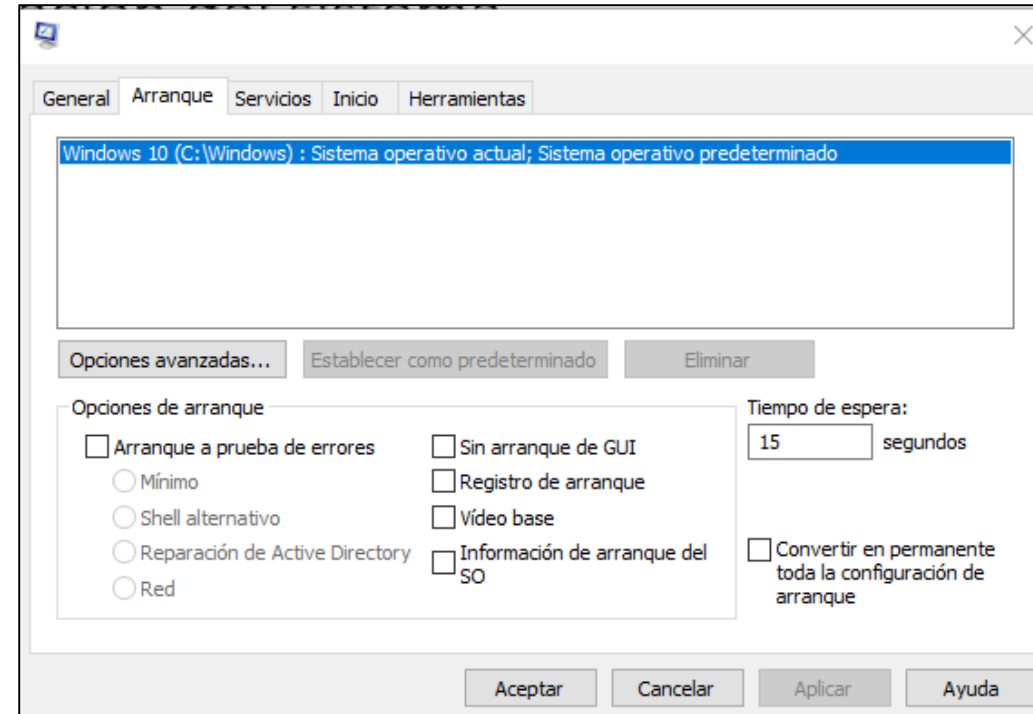 General Arranque Servicios Inicio Herramientas
Windows 10 (C:\Windows) : Sistema operativo actual; Sistema operativo predeterminado
Opciones avanzadas... Establecer como predeterminado Eliminar
Opciones de arranque
Arranque a prueba de errores
Mínimo
Shell alternativo
Reparación de Active Directory
Red
Sin arranque de GUI
Registro de arranque
Vídeo base
Información de arranque del
SO
Tiempo de espera:
15 segundos
Convertir en permanente
toda la configuración de
arranque
Aceptar Cancelar Aplicar Ayuda